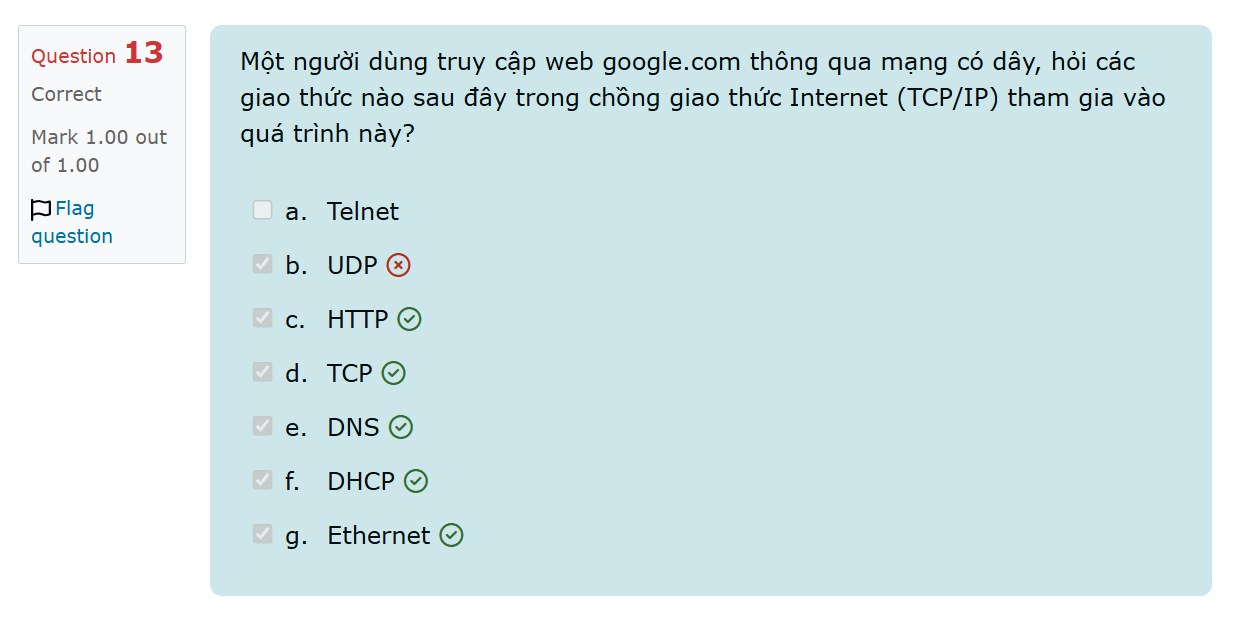 Question 13
Correct
Mark 1.00 out
of 1.00
Flag
question
Một người dùng truy cập web google.com thông qua mạng có dây, hỏi các
giao thức nào sau đây trong chồng giao thức Internet (TCP/IP) tham gia vào
quá trình này?
a. Telnet
b. UDP
c. HTTP
d. TCP
e. DNS
f. DHCP
g. Ethernet